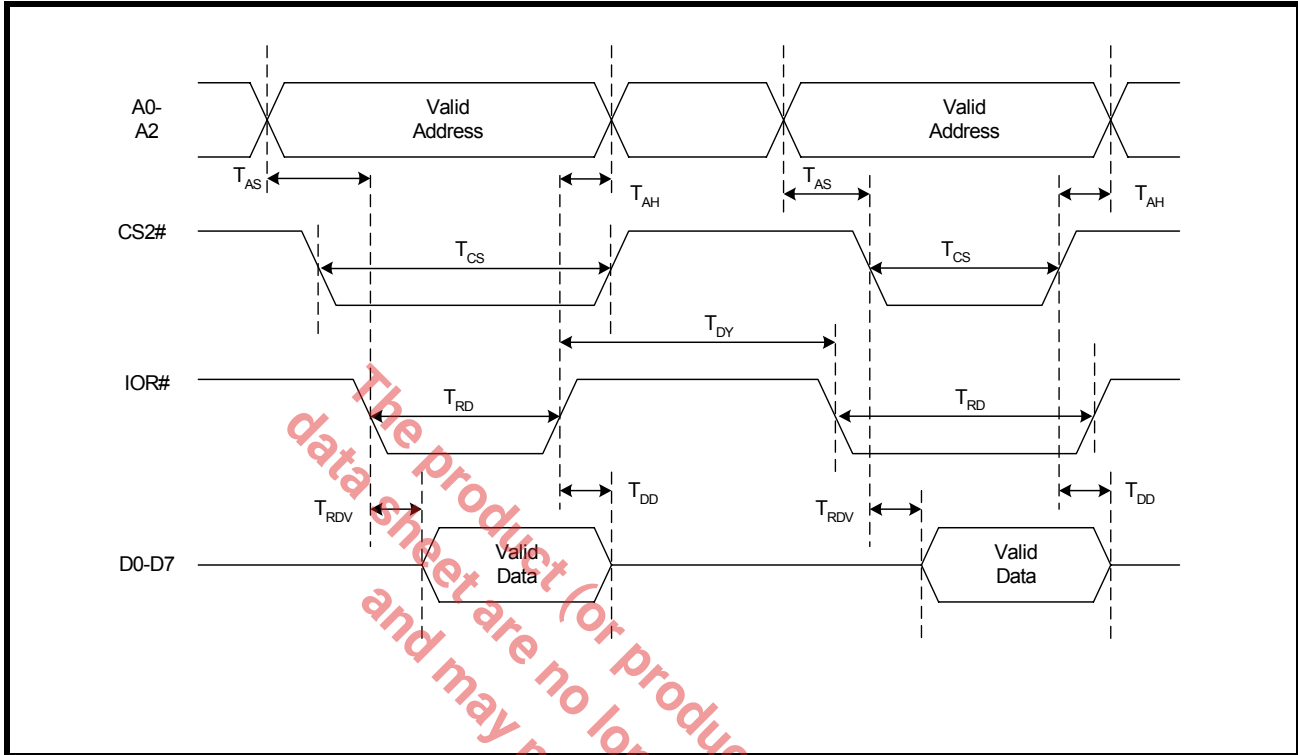 A0-
A2
Valid
Address
Valid
Address
TAS
TAH
TAS
TAH
CS2#
TCS
TCS
TDY
IOR#
TRD
TRD
TRDV
TDD
TRDV
TDD
D0-D7
Valid
Data
Valid
Data
The product (or produc
data sheet are no lon
and may